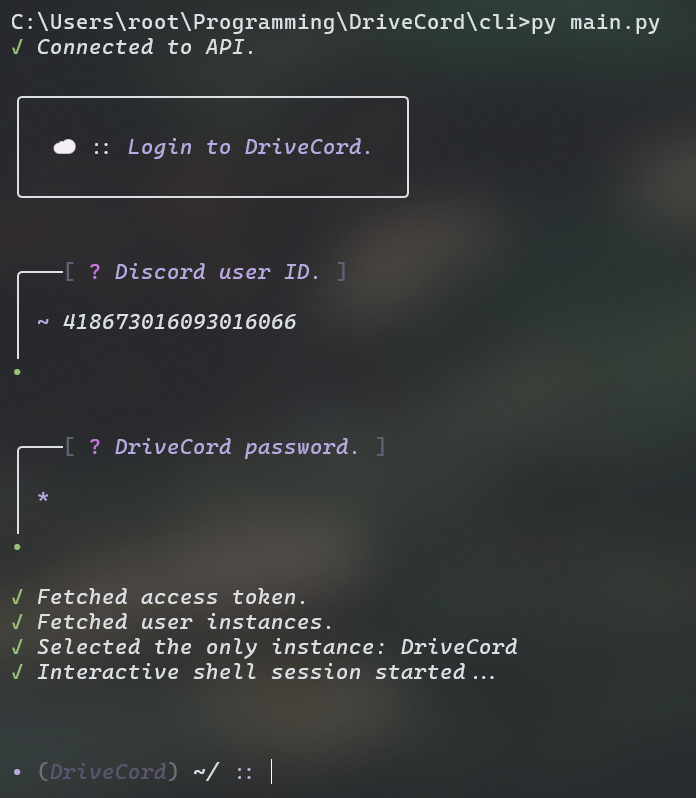 C:\Users\root\Programming\DriveCord\cli>py main.py
✓ Connected to API.
☁ :: Login to DriveCord.
[ ? Discord user ID. ]
~ 418673016093016066
[ ? DriveCord password. ]
*
✓ Fetched access token.
✓ Fetched user instances.
✓ Selected the only instance: DriveCord
✓ Interactive shell session started...
• (DriveCord) ~/ ::